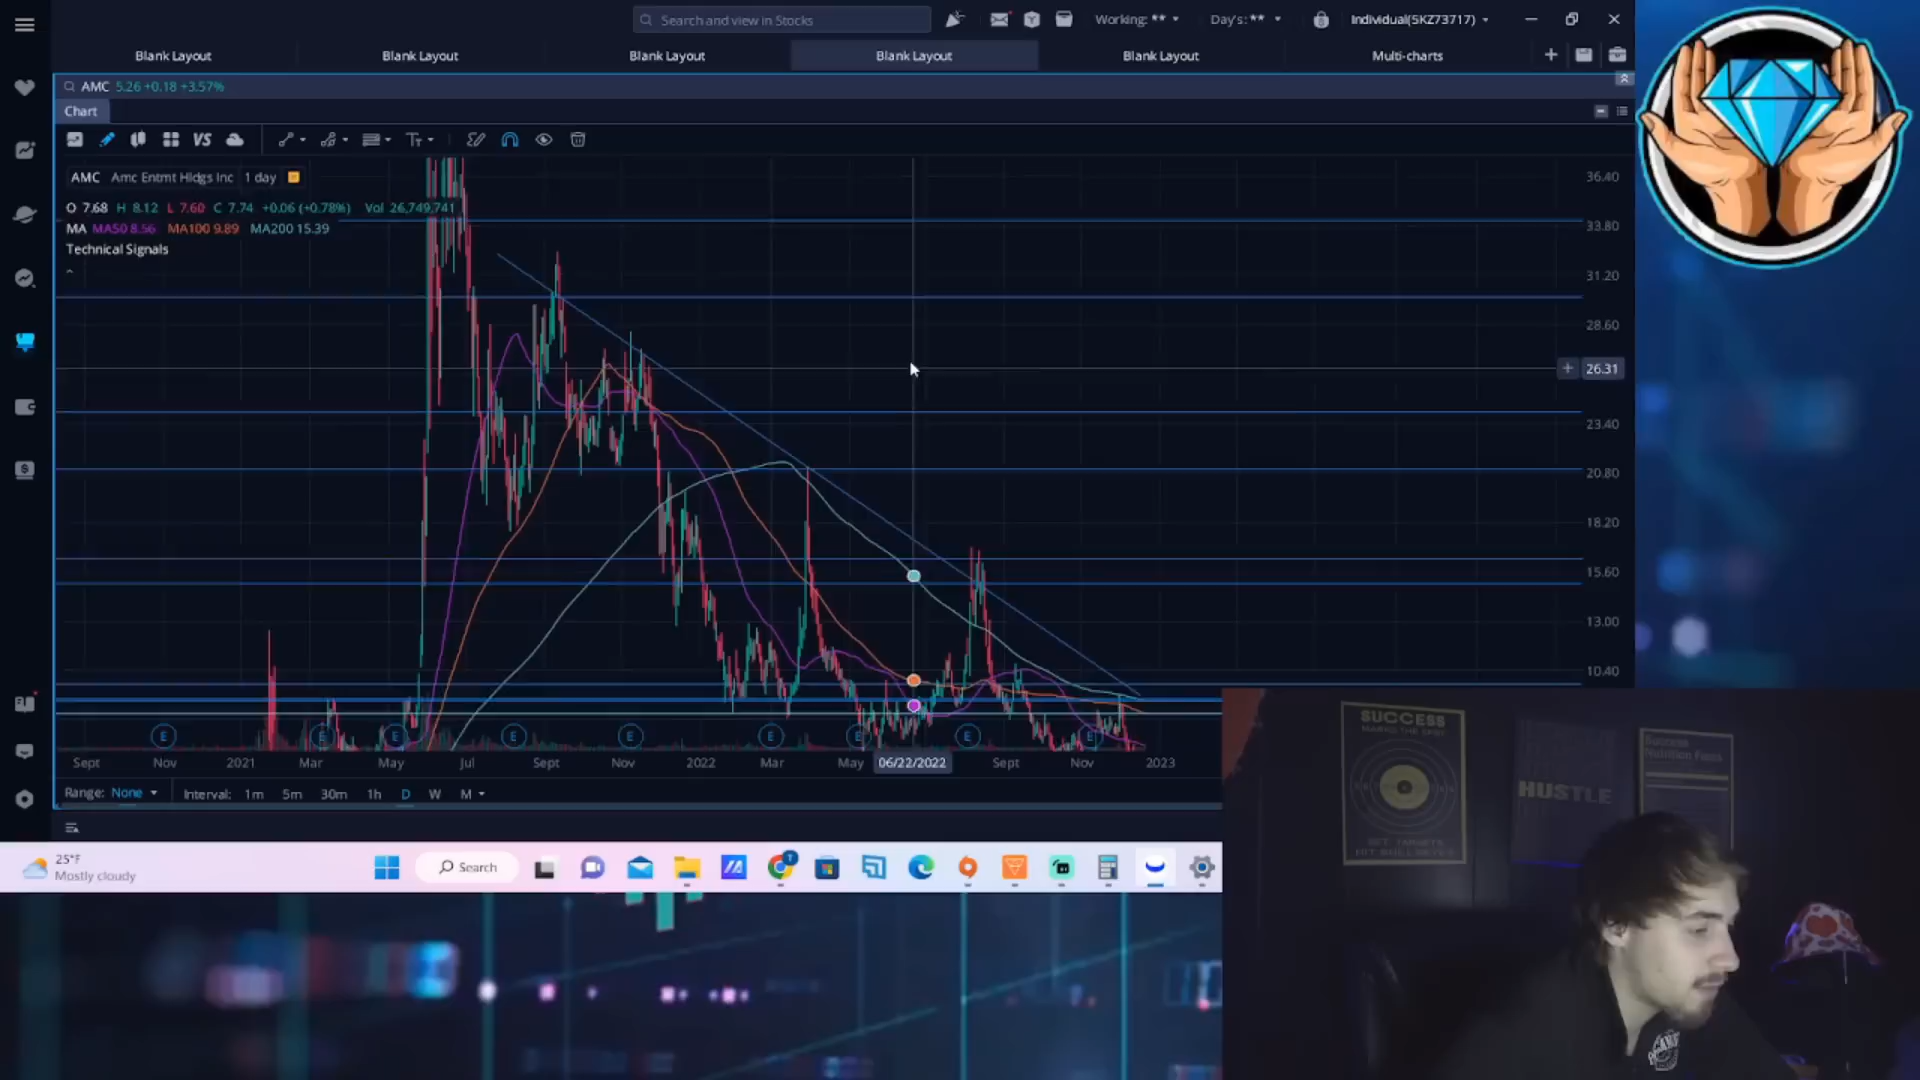 Search and view in Stocks
Working: **
Day's: **
Individual(5KZ73717)
Blank Layout
Blank Layout
Blank Layout
Blank Layout
Blank Layout
Multi-charts
AMC 5.26 +0.18 +3.57%
Chart
VS
Tт
AMC Amc Entmt Hldgs Inc 1 day
O 7.68 H 8.12 L 7.60 C 7.74 +0.06 (+0.78%) Vol 26,749,741
MA MA50 8.56 MA100 9.89 MA200 15.39
Technical Signals
36.40
33.80
31.20
28.60
26.31
23.40
20.80
18.20
15.60
13.00
10.40
E E E E E E E E E
Sept Nov 2021 Mar May Jul Sept Nov 2022 Mar May 06/22/2022 Sept Nov 2023
Range: None Interval: 1m 5m 30m 1h D W M
25°F
Mostly cloudy
Search
T
SUCCESS
HUSTLE
Success
Nutrition Facts